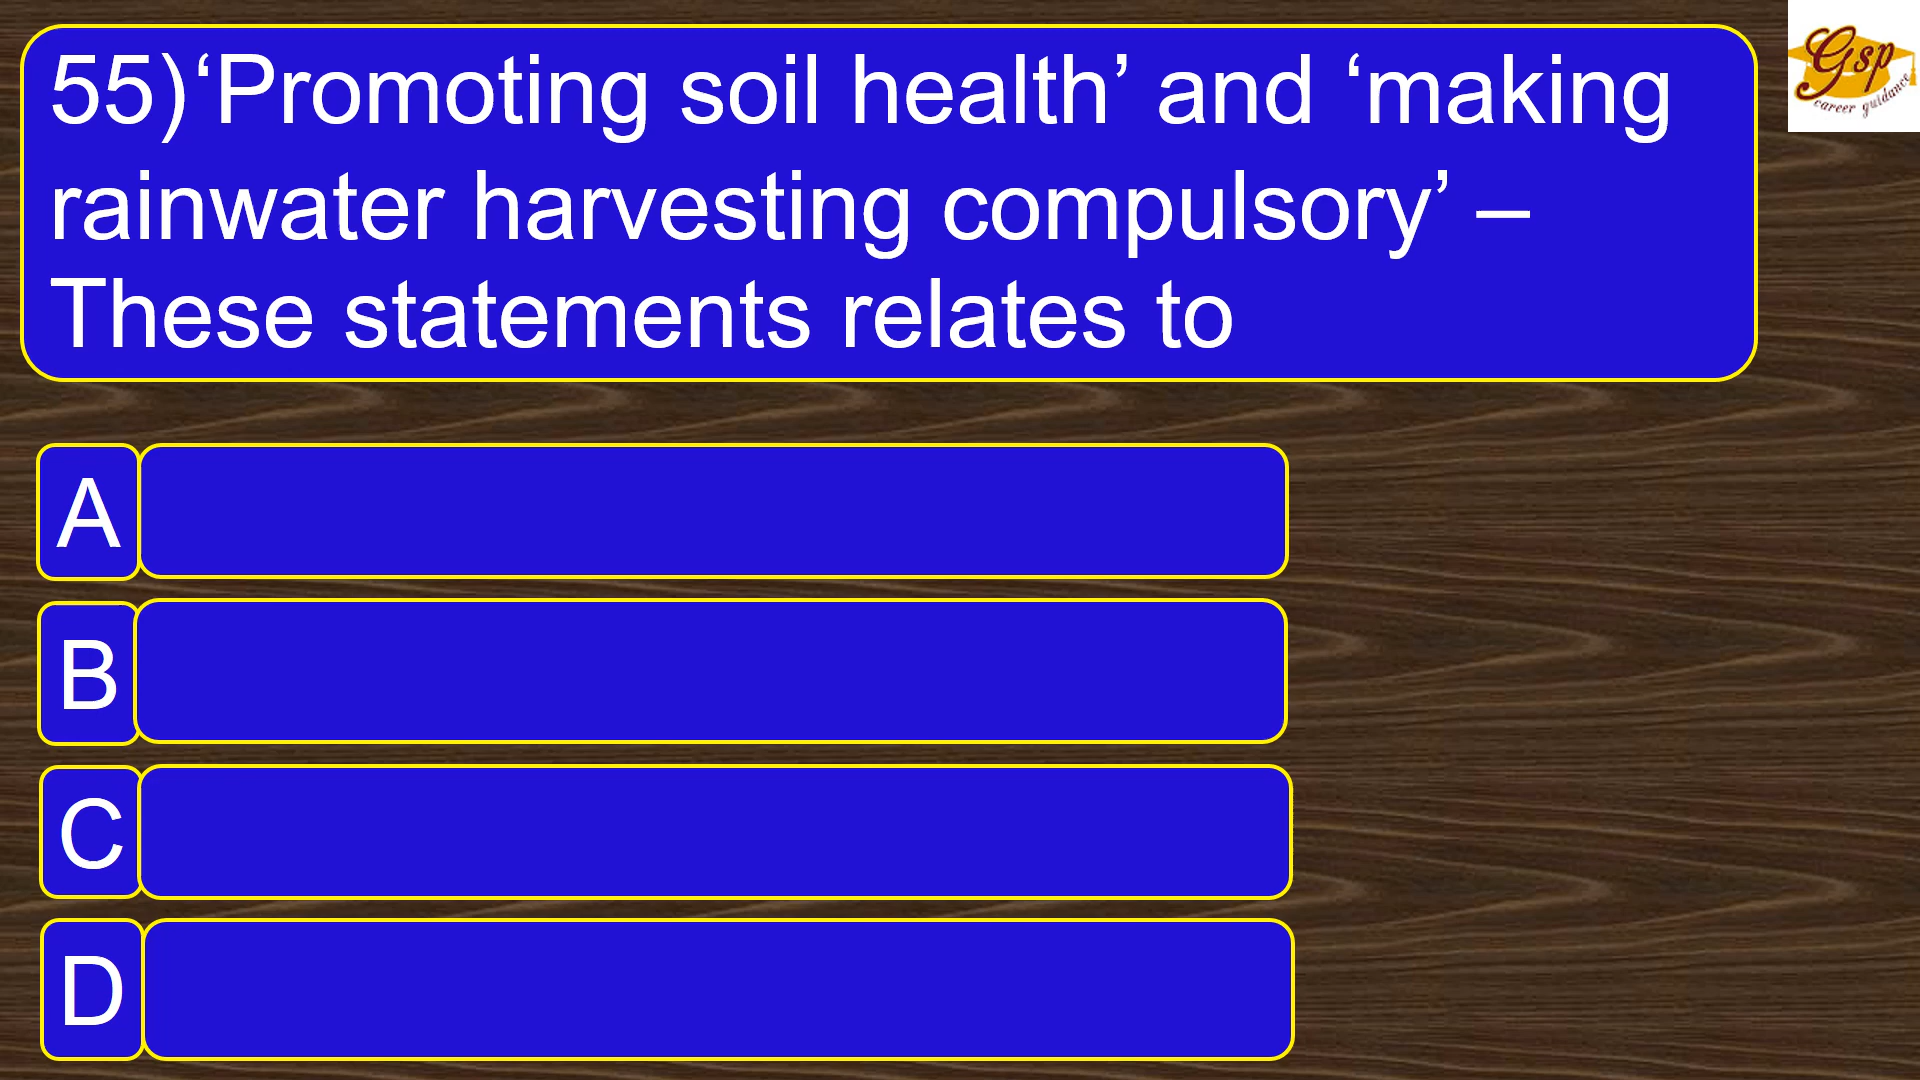 55)‘Promoting soil health’ and ‘making
rainwater harvesting compulsory’ –
These statements relates to
A
B
C
D
Gsp
career guidance